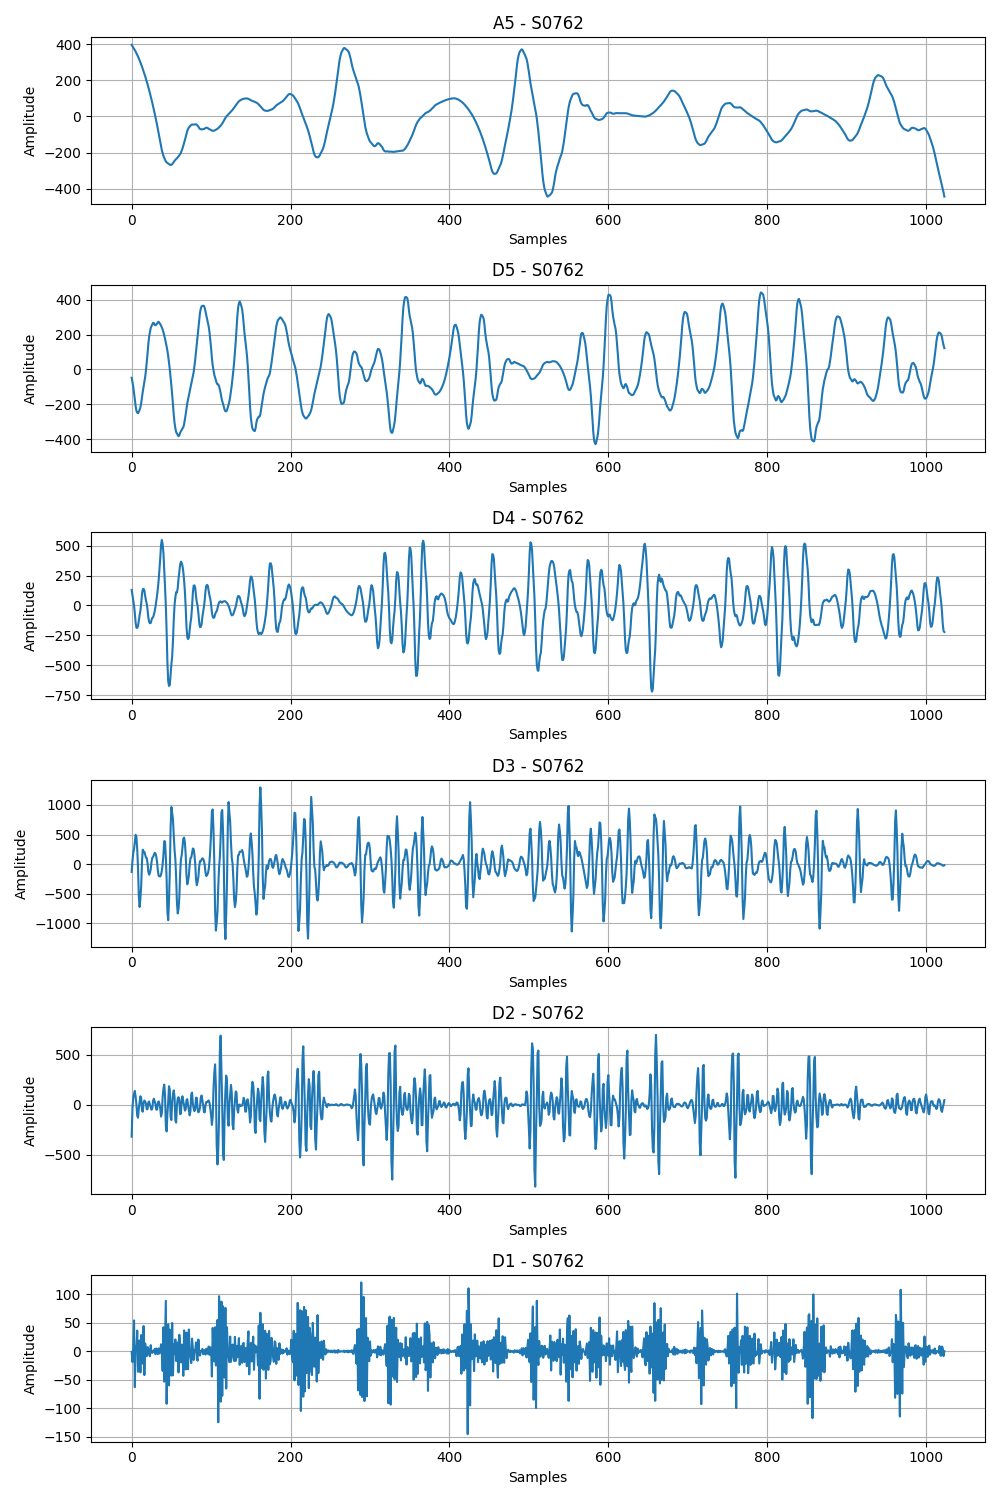 A5 - S0762
400
200
0
−200
−400
Amplitude
0 200 400 600 800 1000
Samples
D5 - S0762
400
200
0
−200
−400
Amplitude
0 200 400 600 800 1000
Samples
D4 - S0762
500
250
0
−250
−500
−750
Amplitude
0 200 400 600 800 1000
Samples
D3 - S0762
1000
500
0
−500
−1000
Amplitude
0 200 400 600 800 1000
Samples
D2 - S0762
500
0
−500
Amplitude
0 200 400 600 800 1000
Samples
D1 - S0762
100
50
0
−50
−100
−150
Amplitude
0 200 400 600 800 1000
Samples